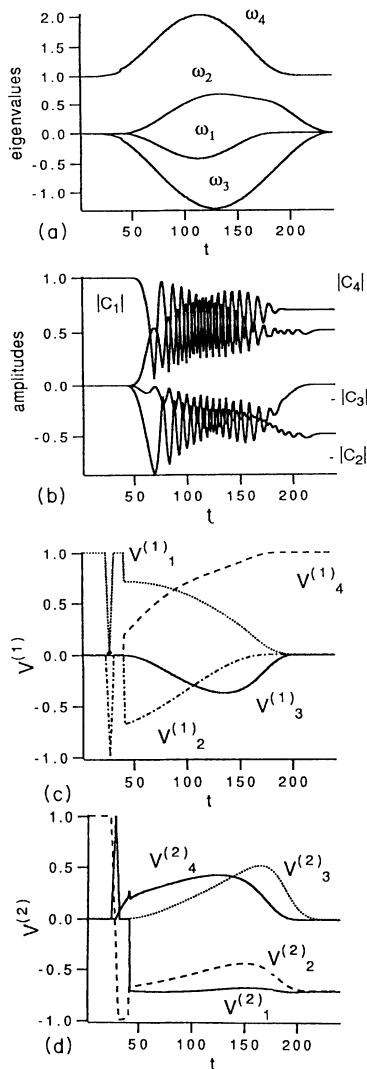 2.0
ω₄
1.5
1.0
ω₂
0.5
0.0
ω₁
-0.5
-1.0
ω₃
eigenvalues
50 100 150 200
(a)
t
1.0
|C₁|
|C₄|
0.5
0.0
- |C₃|
-0.5
- |C₂|
amplitudes
50 100 150 200
(b)
t
1.0
V⁽¹⁾₁
V⁽¹⁾₄
0.5
0.0
V⁽¹⁾
-0.5
V⁽¹⁾₃
V⁽¹⁾₂
-1.0
50 100 150 200
(c)
t
1.0
0.5
V⁽²⁾₄
V⁽²⁾₃
0.0
V⁽²⁾
-0.5
V⁽²⁾₂
V⁽²⁾₁
-1.0
50 100 150 200
(d)
t